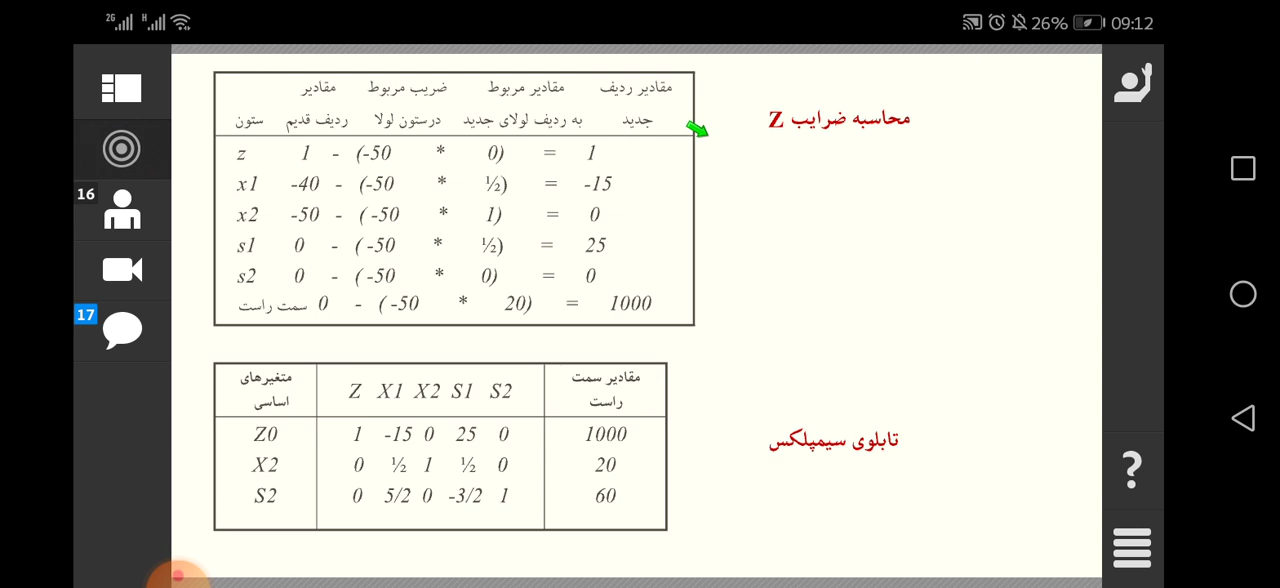 2G H 26% 09:12
محاسبه ضرایب Z
مقادیر ضریب مربوط مقادیر مربوط مقادیر ردیف
ستون ردیف قدیم درستون لولا به ردیف لولای جدید جدید
z 1 - (-50 * 0) = 1
x1 -40 - (-50 * ½) = -15
x2 -50 - ( -50 * 1) = 0
s1 0 - ( -50 * ½) = 25
s2 0 - ( -50 * 0) = 0
سمت راست 0 - ( -50 * 20) = 1000
16
17
تابلوی سیمپلکس
متغیرهای
اساسی
Z X1 X2 S1 S2
مقادیر سمت
راست
Z0 1 -15 0 25 0 1000
X2 0 ½ 1 ½ 0 20
S2 0 5/2 0 -3/2 1 60
?